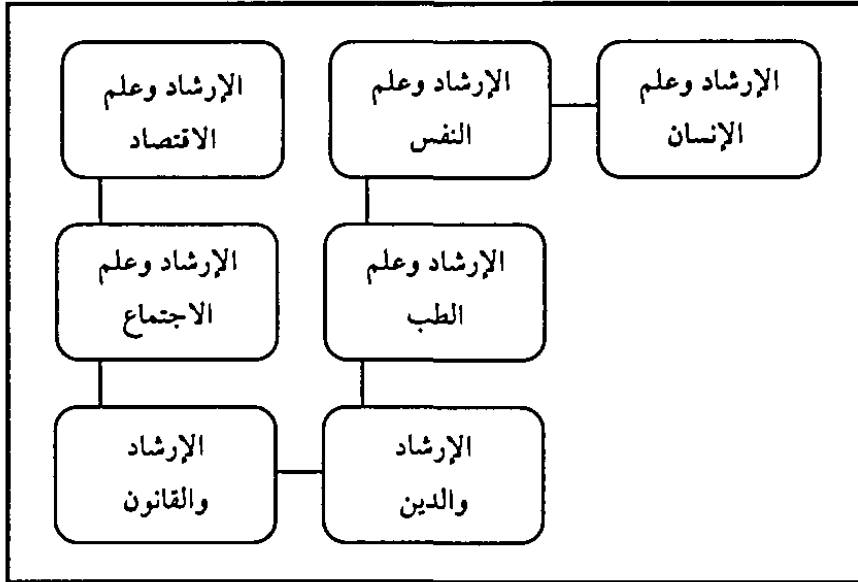 الإرشاد وعلم
الإنسان
الإرشاد وعلم
النفس
الإرشاد وعلم
الطب
الإرشاد
والدين
الإرشاد
والقانون
الإرشاد وعلم
الاجتماع
الإرشاد وعلم
الاقتصاد